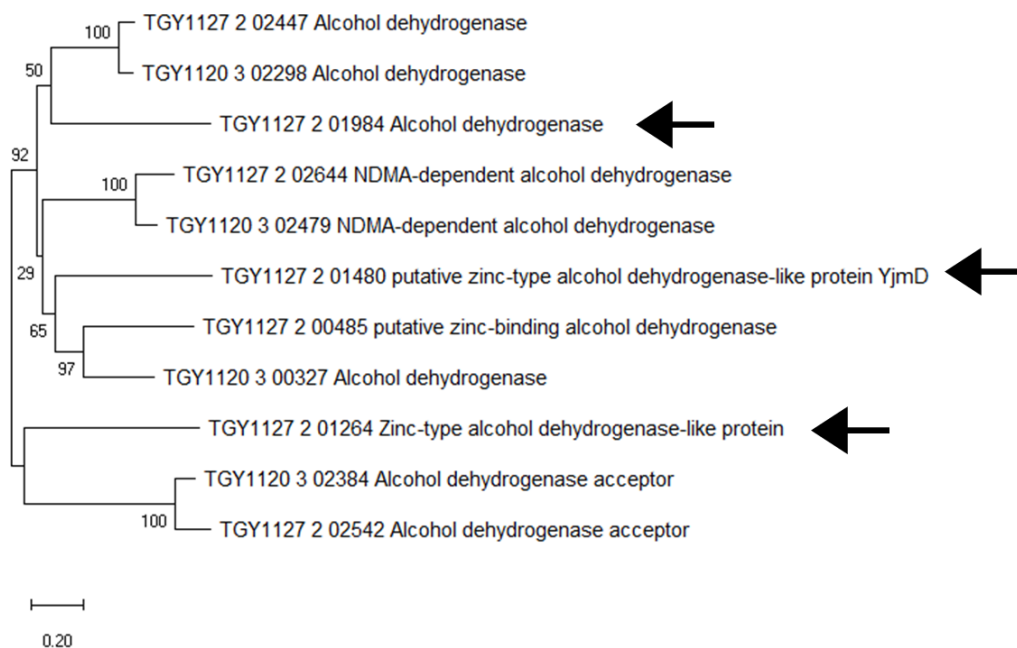 TGY1127 2 02447 Alcohol dehydrogenase
100
TGY1120 3 02298 Alcohol dehydrogenase
50
TGY1127 2 01984 Alcohol dehydrogenase
92
TGY1127 2 02644 NDMA-dependent alcohol dehydrogenase
100
TGY1120 3 02479 NDMA-dependent alcohol dehydrogenase
29
TGY1127 2 01480 putative zinc-type alcohol dehydrogenase-like protein YjmD
65
TGY1127 2 00485 putative zinc-binding alcohol dehydrogenase
97
TGY1120 3 00327 Alcohol dehydrogenase
TGY1127 2 01264 Zinc-type alcohol dehydrogenase-like protein
TGY1120 3 02384 Alcohol dehydrogenase acceptor
100
TGY1127 2 02542 Alcohol dehydrogenase acceptor
0.20